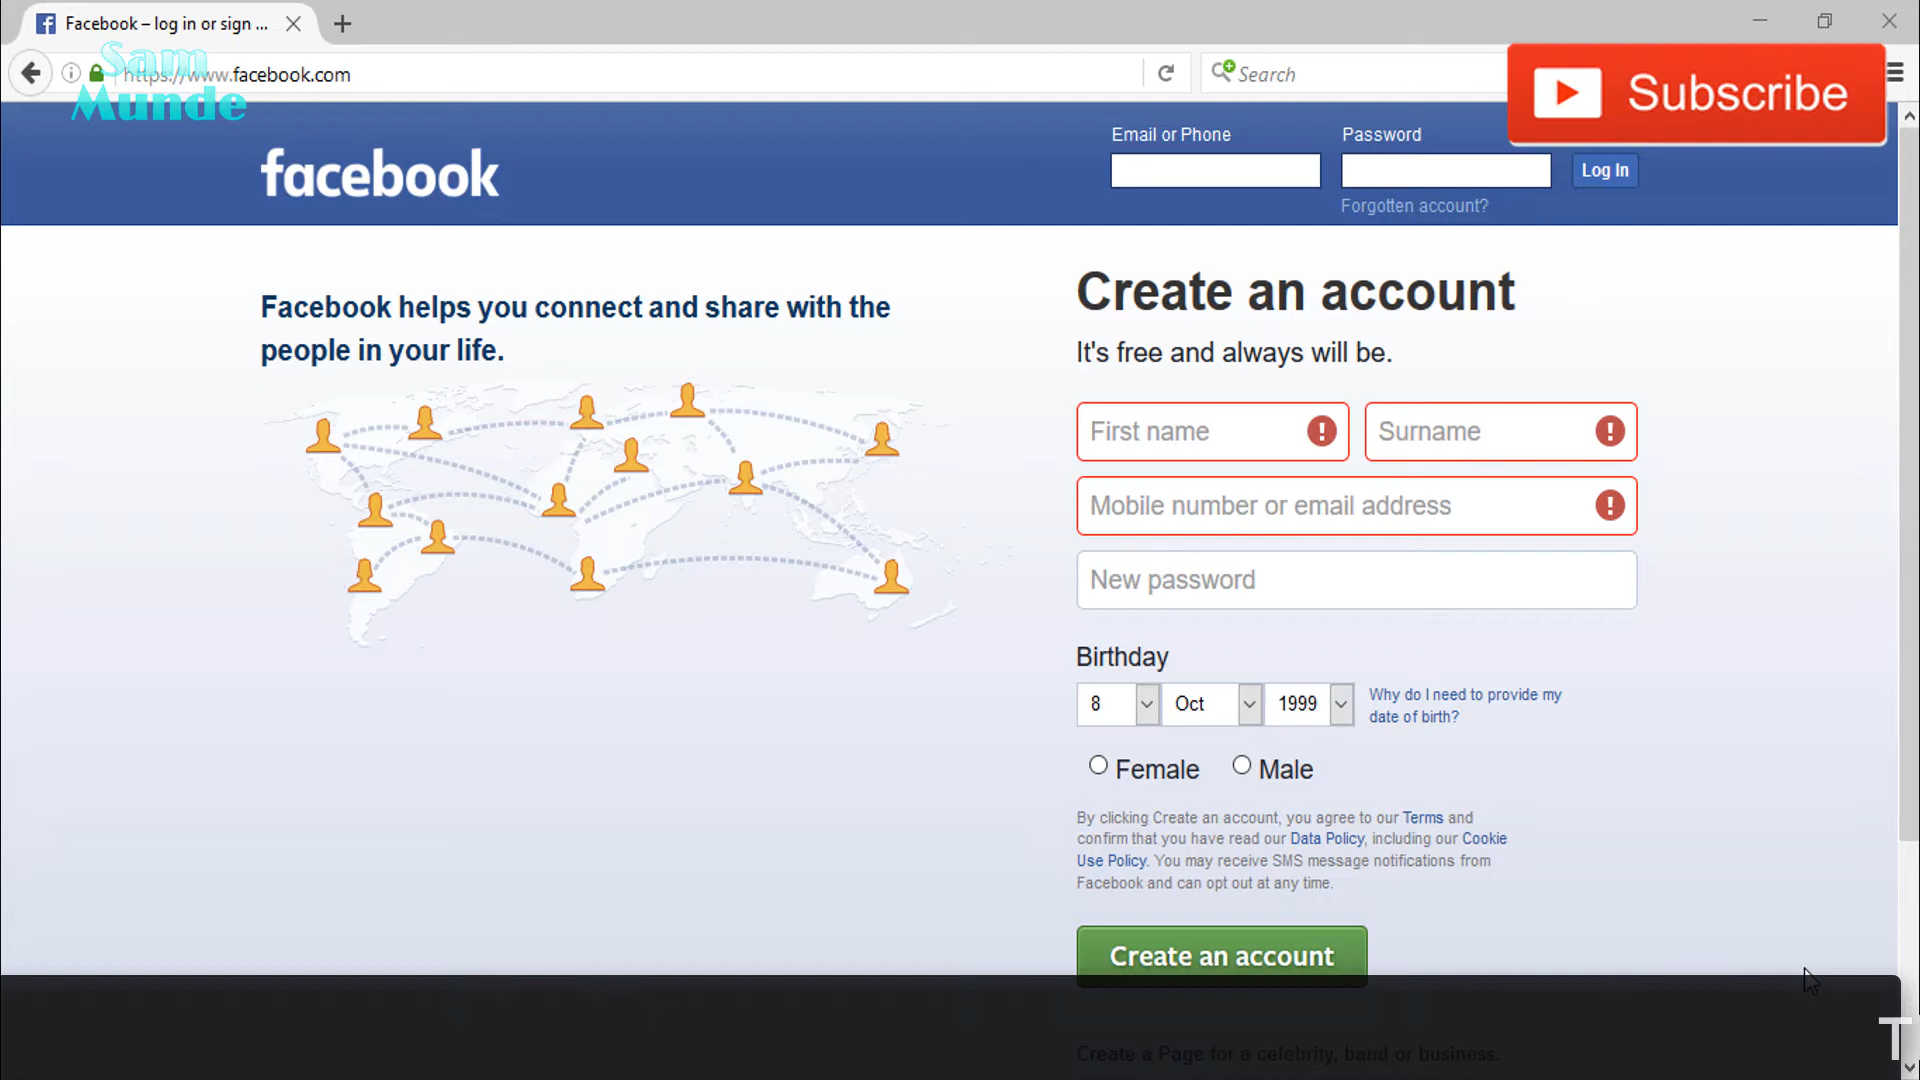 Facebook – log in or sign ...
Sam
Munde
https://www.facebook.com
Search
Subscribe
facebook
Email or Phone
Password
Log In
Forgotten account?
Facebook helps you connect and share with the
people in your life.
Create an account
It's free and always will be.
First name
Surname
Mobile number or email address
New password
Birthday
8
Oct
1999
Why do I need to provide my
date of birth?
Female
Male
By clicking Create an account, you agree to our Terms and
confirm that you have read our Data Policy, including our Cookie
Use Policy. You may receive SMS message notifications from
Facebook and can opt out at any time.
Create an account
Create a Page for a celebrity, band or business.
T